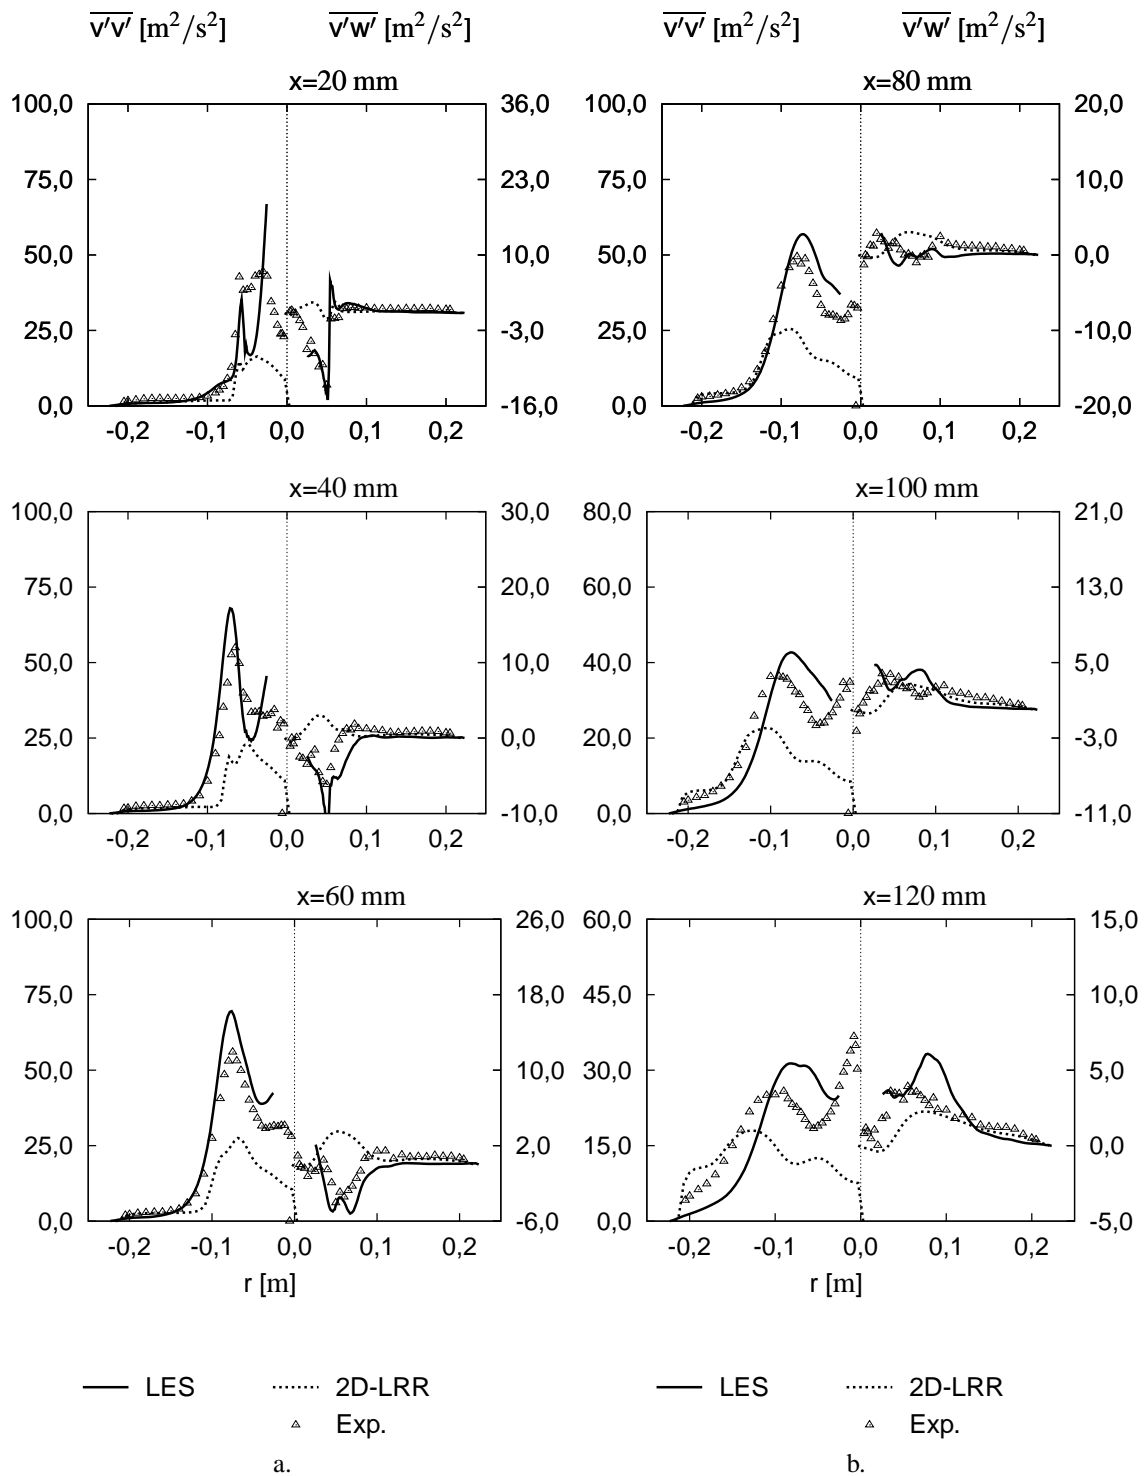 v'v' [m²/s²] v'w' [m²/s²] v'v' [m²/s²] v'w' [m²/s²]
x=20 mm
100,0 36,0
75,0 23,0
50,0 10,0
25,0 -3,0
0,0 -16,0
-0,2 -0,1 0,0 0,1 0,2
x=80 mm
100,0 20,0
75,0 10,0
50,0 0,0
25,0 -10,0
0,0 -20,0
-0,2 -0,1 0,0 0,1 0,2
x=40 mm
100,0 30,0
75,0 20,0
50,0 10,0
25,0 0,0
0,0 -10,0
-0,2 -0,1 0,0 0,1 0,2
x=100 mm
80,0 21,0
60,0 13,0
40,0 5,0
20,0 -3,0
0,0 -11,0
-0,2 -0,1 0,0 0,1 0,2
x=60 mm
100,0 26,0
75,0 18,0
50,0 10,0
25,0 2,0
0,0 -6,0
-0,2 -0,1 0,0 0,1 0,2
r [m]
x=120 mm
60,0 15,0
45,0 10,0
30,0 5,0
15,0 0,0
0,0 -5,0
-0,2 -0,1 0,0 0,1 0,2
r [m]
LES 2D-LRR
Exp.
a.
LES 2D-LRR
Exp.
b.